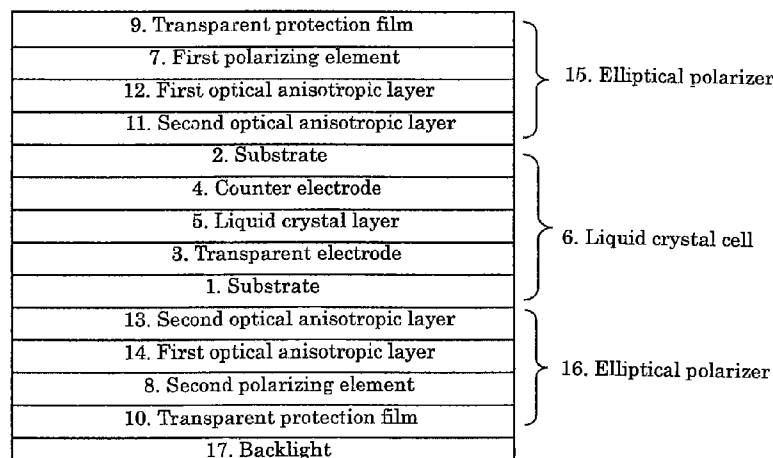 9. Transparent protection film
7. First polarizing element
12. First optical anisotropic layer
11. Second optical anisotropic layer
15. Elliptical polarizer
2. Substrate
4. Counter electrode
5. Liquid crystal layer
3. Transparent electrode
1. Substrate
6. Liquid crystal cell
13. Second optical anisotropic layer
14. First optical anisotropic layer
8. Second polarizing element
10. Transparent protection film
16. Elliptical polarizer
17. Backlight